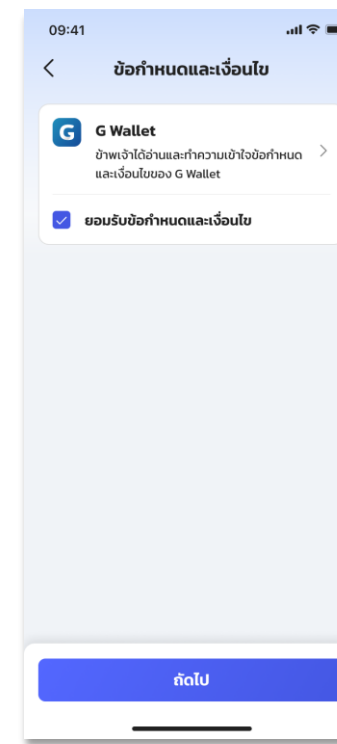 09:41
ข้อกำหนดและเงื่อนไข
G
G Wallet
ข้าพเจ้าได้อ่านและทำความเข้าใจข้อกำหนด
และเงื่อนไขของ G Wallet
ยอมรับข้อกำหนดและเงื่อนไข
ถัดไป